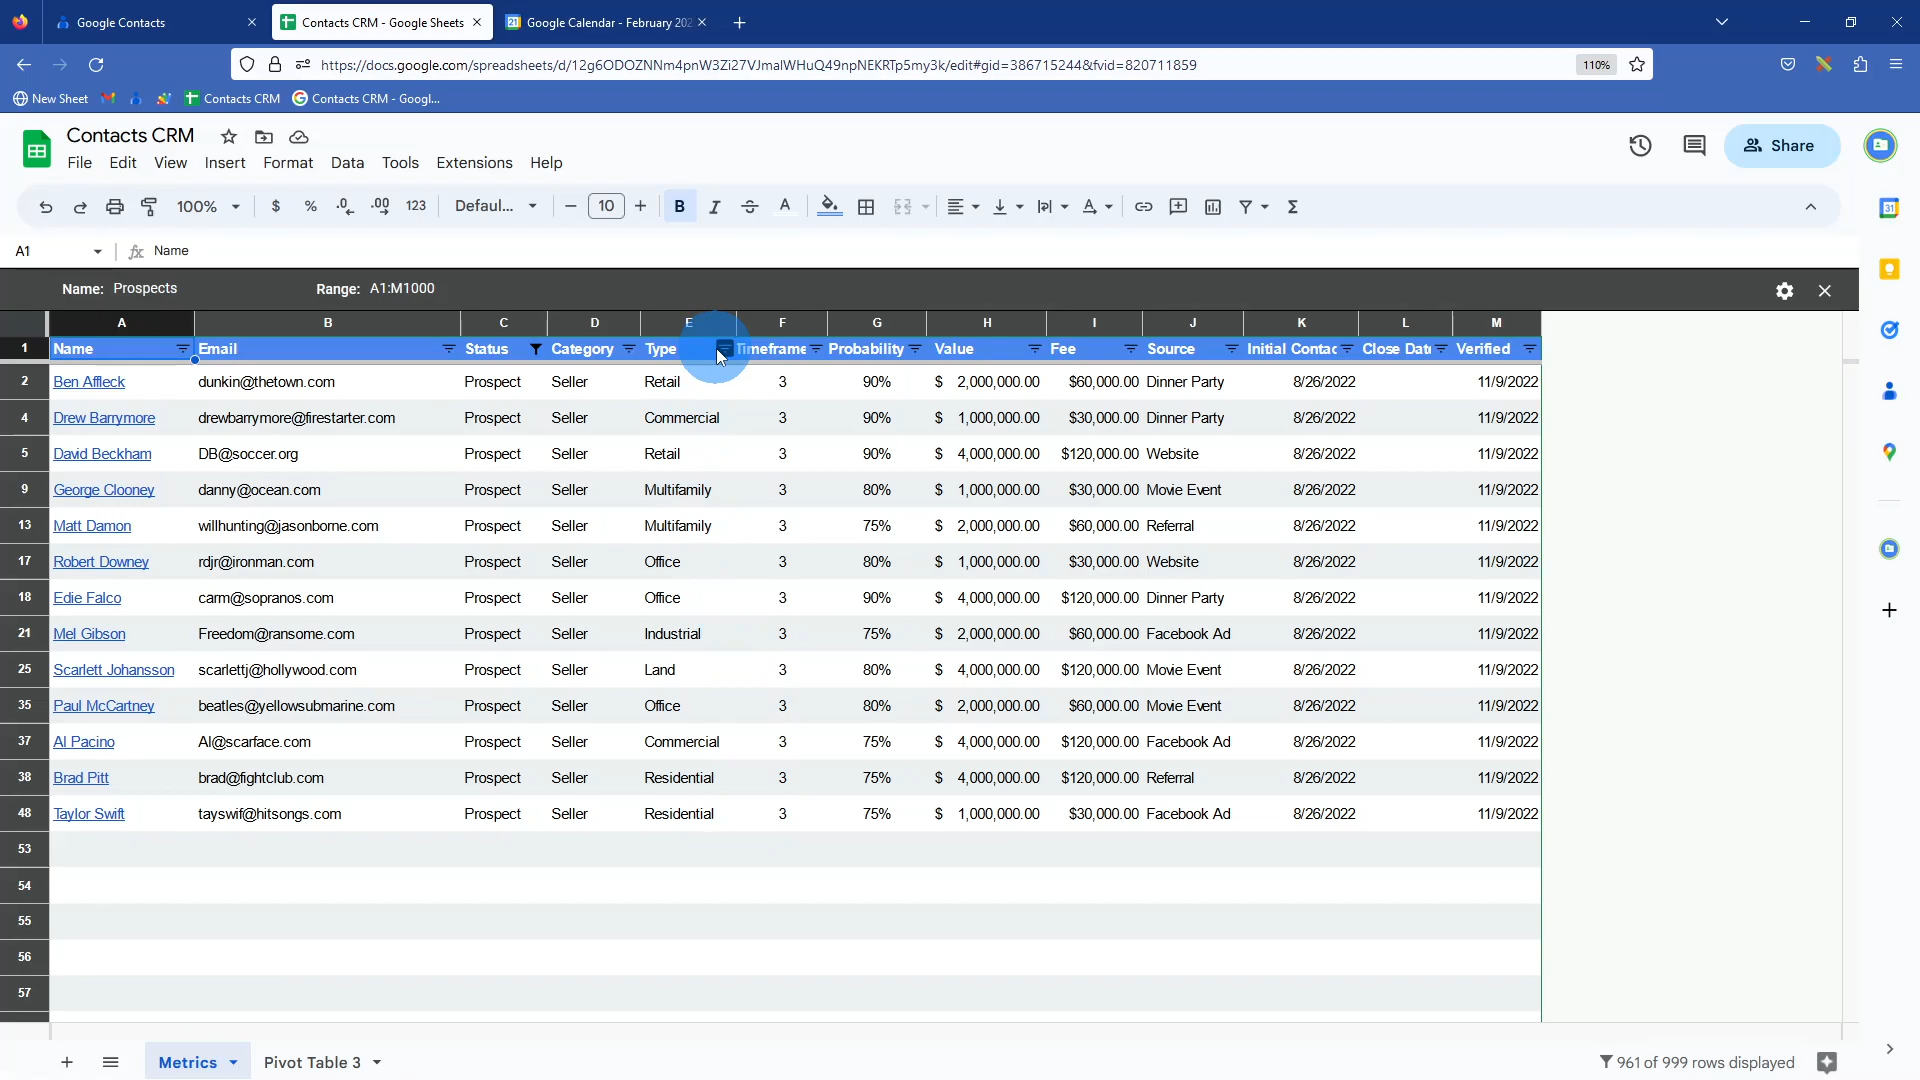 Google Contacts
Contacts CRM - Google Sheets
Google Calendar - February 202
https://docs.google.com/spreadsheets/d/12g6ODOZNNm4pnW3Zi27VJmalWHuQ49npNEKRTp5my3k/edit#gid=386715244&fvid=820711859
110%
New Sheet
Contacts CRM
Contacts CRM - Googl...
Contacts CRM
Share
File Edit View Insert Format Data Tools Extensions Help
100% $ % .0 .00 123 Defaul... 10 B I A
A1 fx Name
Name: Prospects Range: A1:M1000
A B C D E F G H I J K L M
1 Name Email Status Category Type Timeframe Probability Value Fee Source Initial Contac Close Date Verified
2 Ben Affleck dunkin@thetown.com Prospect Seller Retail 3 90% $ 2,000,000.00 $60,000.00 Dinner Party 8/26/2022 11/9/2022
4 Drew Barrymore drewbarrymore@firestarter.com Prospect Seller Commercial 3 90% $ 1,000,000.00 $30,000.00 Dinner Party 8/26/2022 11/9/2022
5 David Beckham DB@soccer.org Prospect Seller Retail 3 90% $ 4,000,000.00 $120,000.00 Website 8/26/2022 11/9/2022
9 George Clooney danny@ocean.com Prospect Seller Multifamily 3 80% $ 1,000,000.00 $30,000.00 Movie Event 8/26/2022 11/9/2022
13 Matt Damon willhunting@jasonborne.com Prospect Seller Multifamily 3 75% $ 2,000,000.00 $60,000.00 Referral 8/26/2022 11/9/2022
17 Robert Downey rdjr@ironman.com Prospect Seller Office 3 80% $ 1,000,000.00 $30,000.00 Website 8/26/2022 11/9/2022
18 Edie Falco carm@sopranos.com Prospect Seller Office 3 90% $ 4,000,000.00 $120,000.00 Dinner Party 8/26/2022 11/9/2022
21 Mel Gibson Freedom@ransome.com Prospect Seller Industrial 3 75% $ 2,000,000.00 $60,000.00 Facebook Ad 8/26/2022 11/9/2022
25 Scarlett Johansson scarlettj@hollywood.com Prospect Seller Land 3 80% $ 4,000,000.00 $120,000.00 Movie Event 8/26/2022 11/9/2022
35 Paul McCartney beatles@yellowsubmarine.com Prospect Seller Office 3 80% $ 2,000,000.00 $60,000.00 Movie Event 8/26/2022 11/9/2022
37 Al Pacino Al@scarface.com Prospect Seller Commercial 3 75% $ 4,000,000.00 $120,000.00 Facebook Ad 8/26/2022 11/9/2022
38 Brad Pitt brad@fightclub.com Prospect Seller Residential 3 75% $ 4,000,000.00 $120,000.00 Referral 8/26/2022 11/9/2022
48 Taylor Swift tayswif@hitsongs.com Prospect Seller Residential 3 75% $ 1,000,000.00 $30,000.00 Facebook Ad 8/26/2022 11/9/2022
53
54
55
56
57
Metrics Pivot Table 3 961 of 999 rows displayed